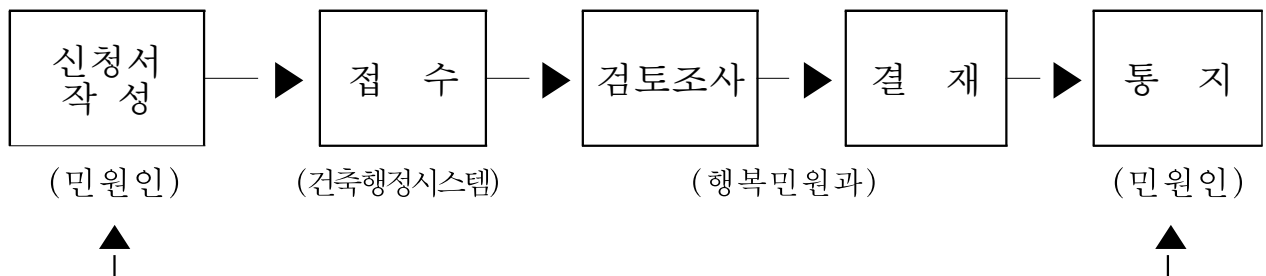 신청서
작 성
접 수
검토조사
결 재
통 지
(민원인)
(건축행정시스템)
(행복민원과)
(민원인)